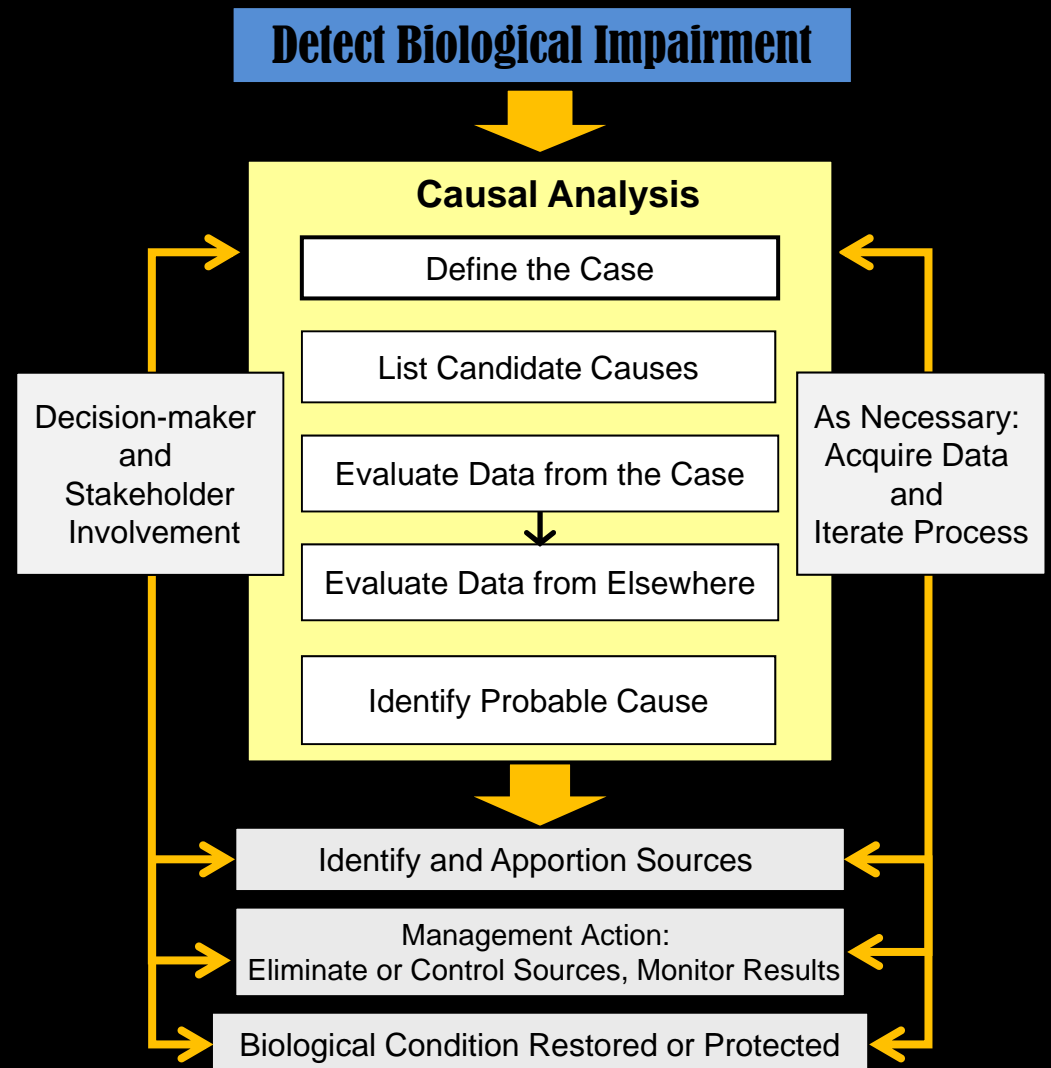 Detect Biological Impairment
Causal Analysis
Define the Case
List Candidate Causes
Decision-maker
and
Stakeholder
Involvement
As Necessary:
Acquire Data
and
Iterate Process
Evaluate Data from the Case
Evaluate Data from Elsewhere
Identify Probable Cause
Identify and Apportion Sources
Management Action:
Eliminate or Control Sources, Monitor Results
Biological Condition Restored or Protected